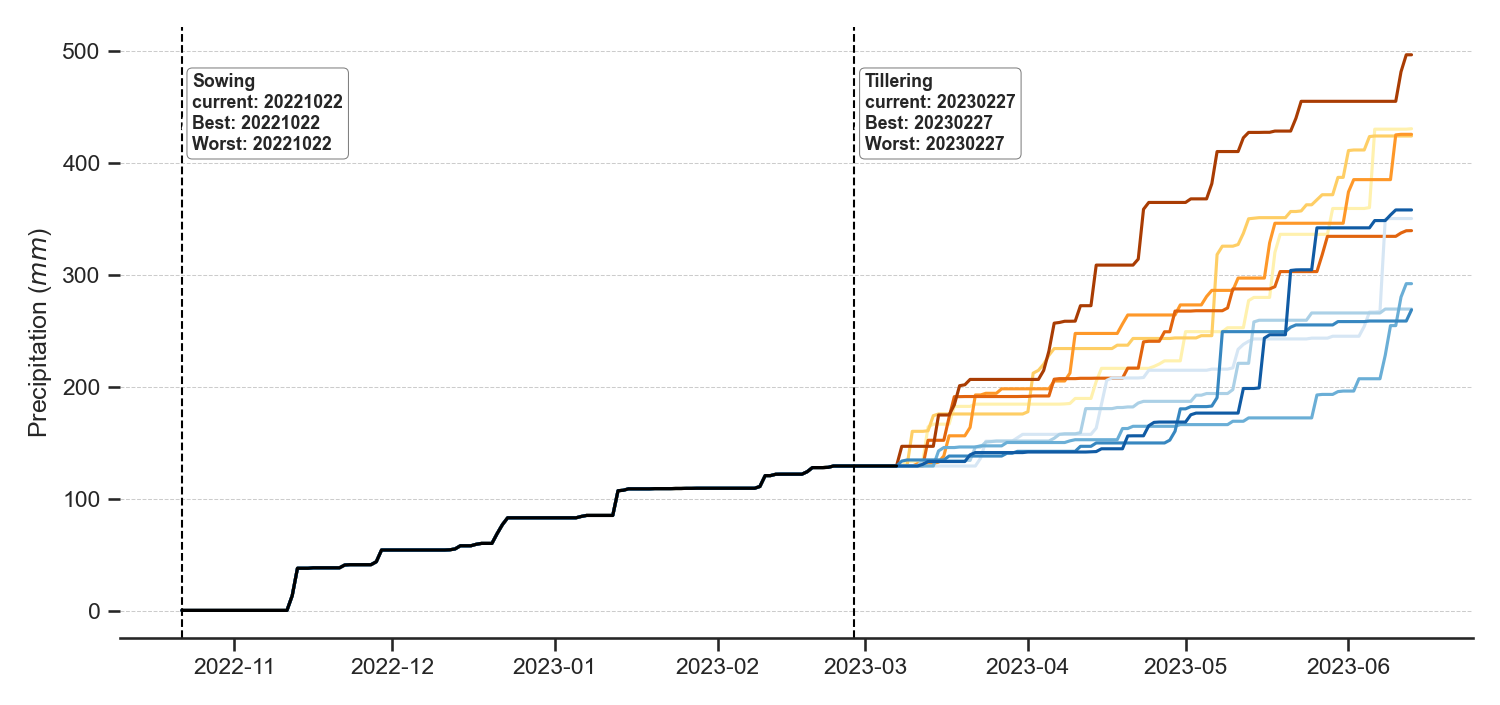 500
400
300
200
100
0
Precipitation (mm)
Sowing
current: 20221022
Best: 20221022
Worst: 20221022
Tillering
current: 20230227
Best: 20230227
Worst: 20230227
2022-11
2022-12
2023-01
2023-02
2023-03
2023-04
2023-05
2023-06